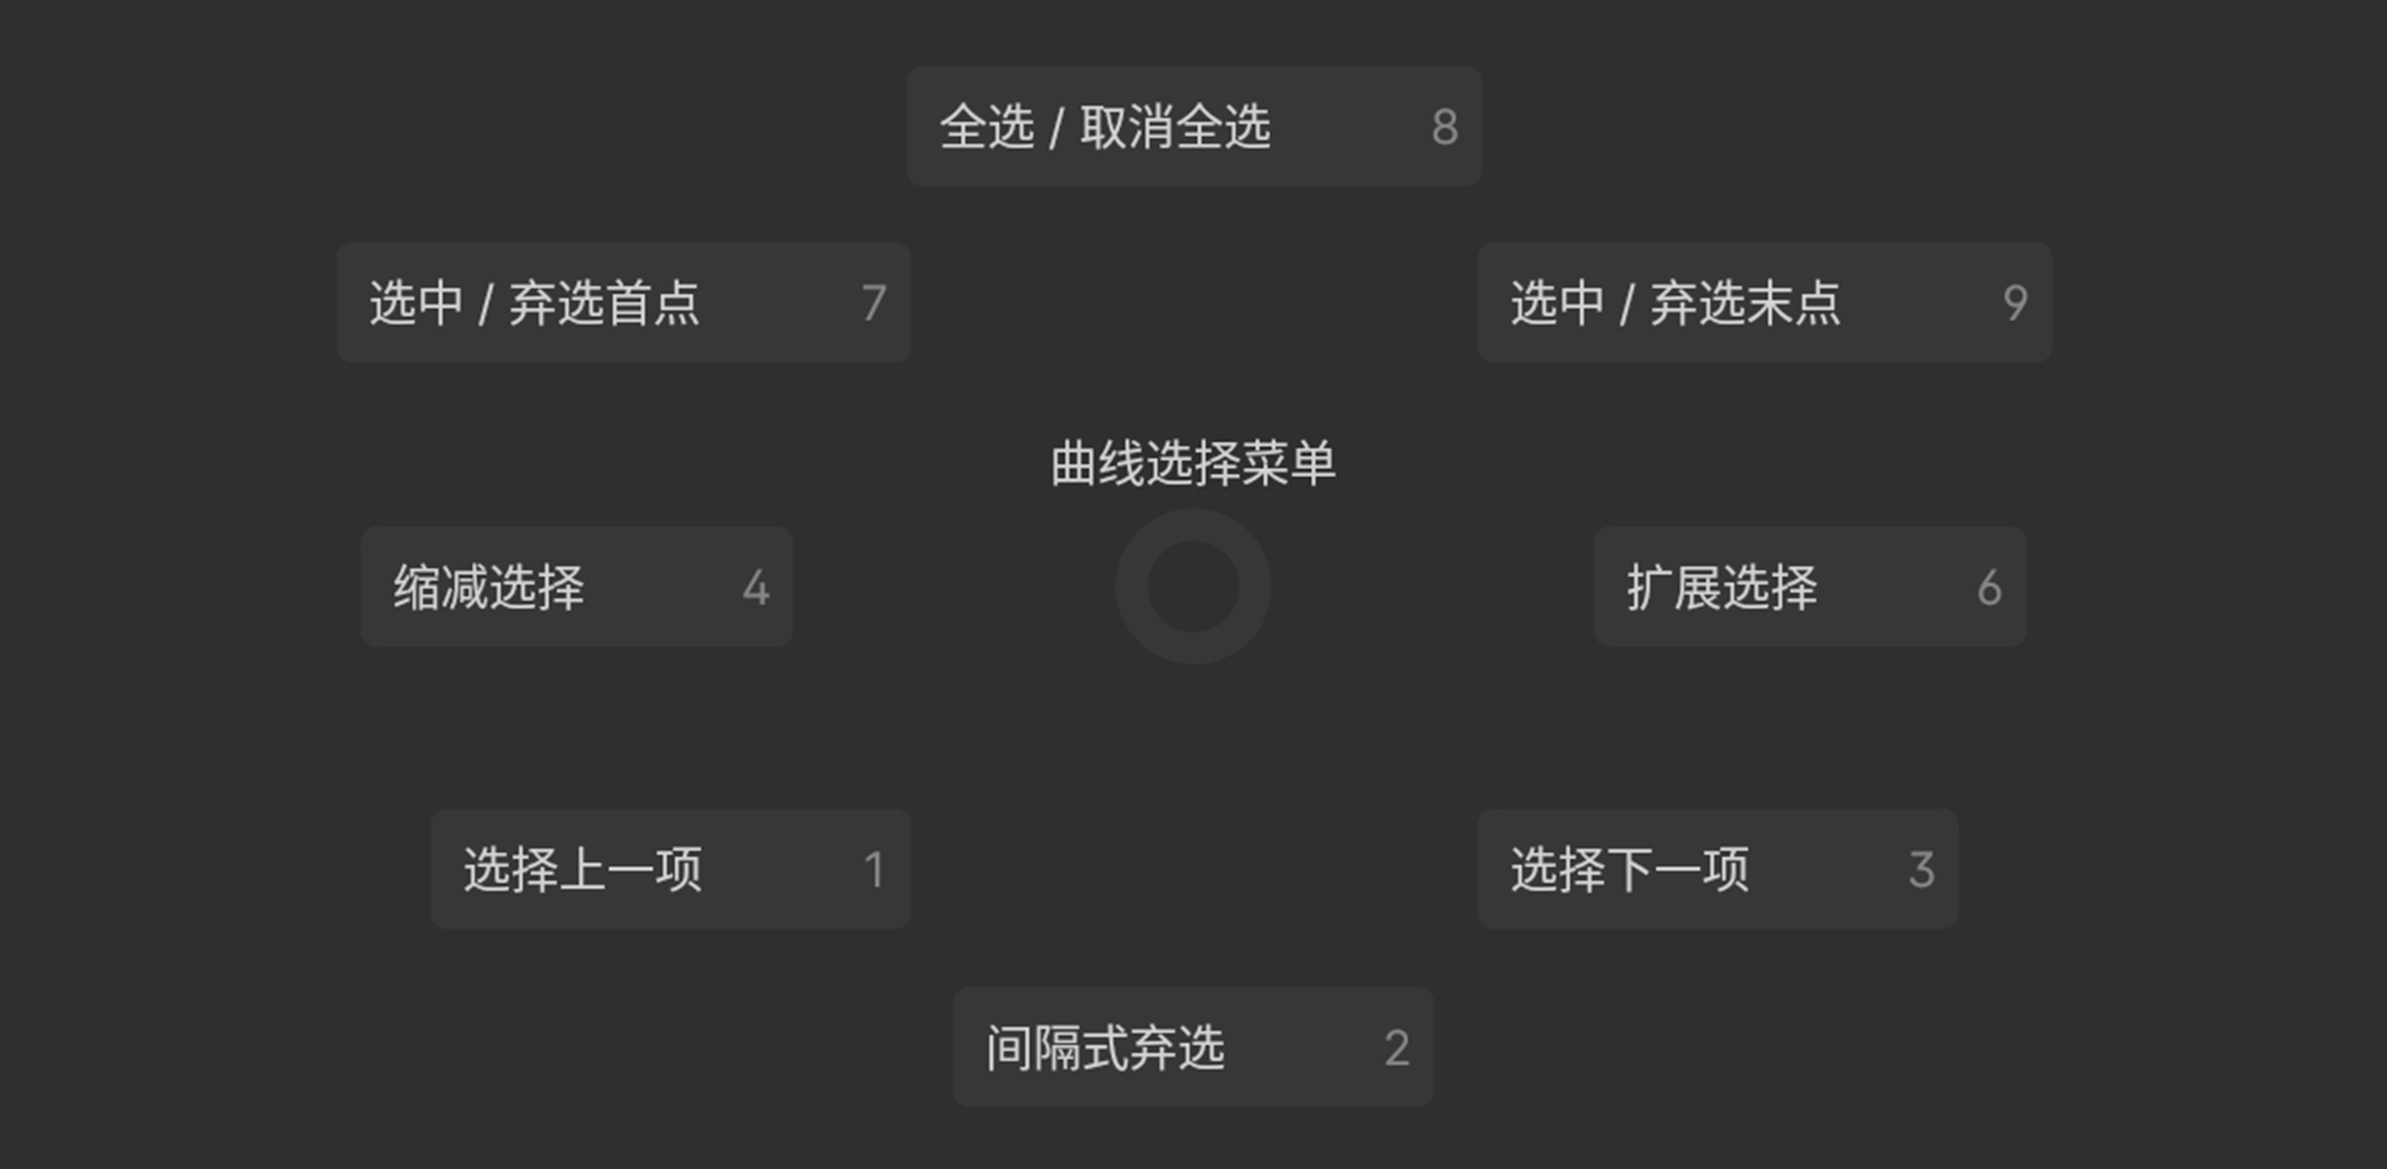 全选 / 取消全选 8
选中 / 弃选首点 7
选中 / 弃选末点 9
曲线选择菜单
缩减选择 4
扩展选择 6
选择上一项 1
选择下一项 3
间隔式弃选 2